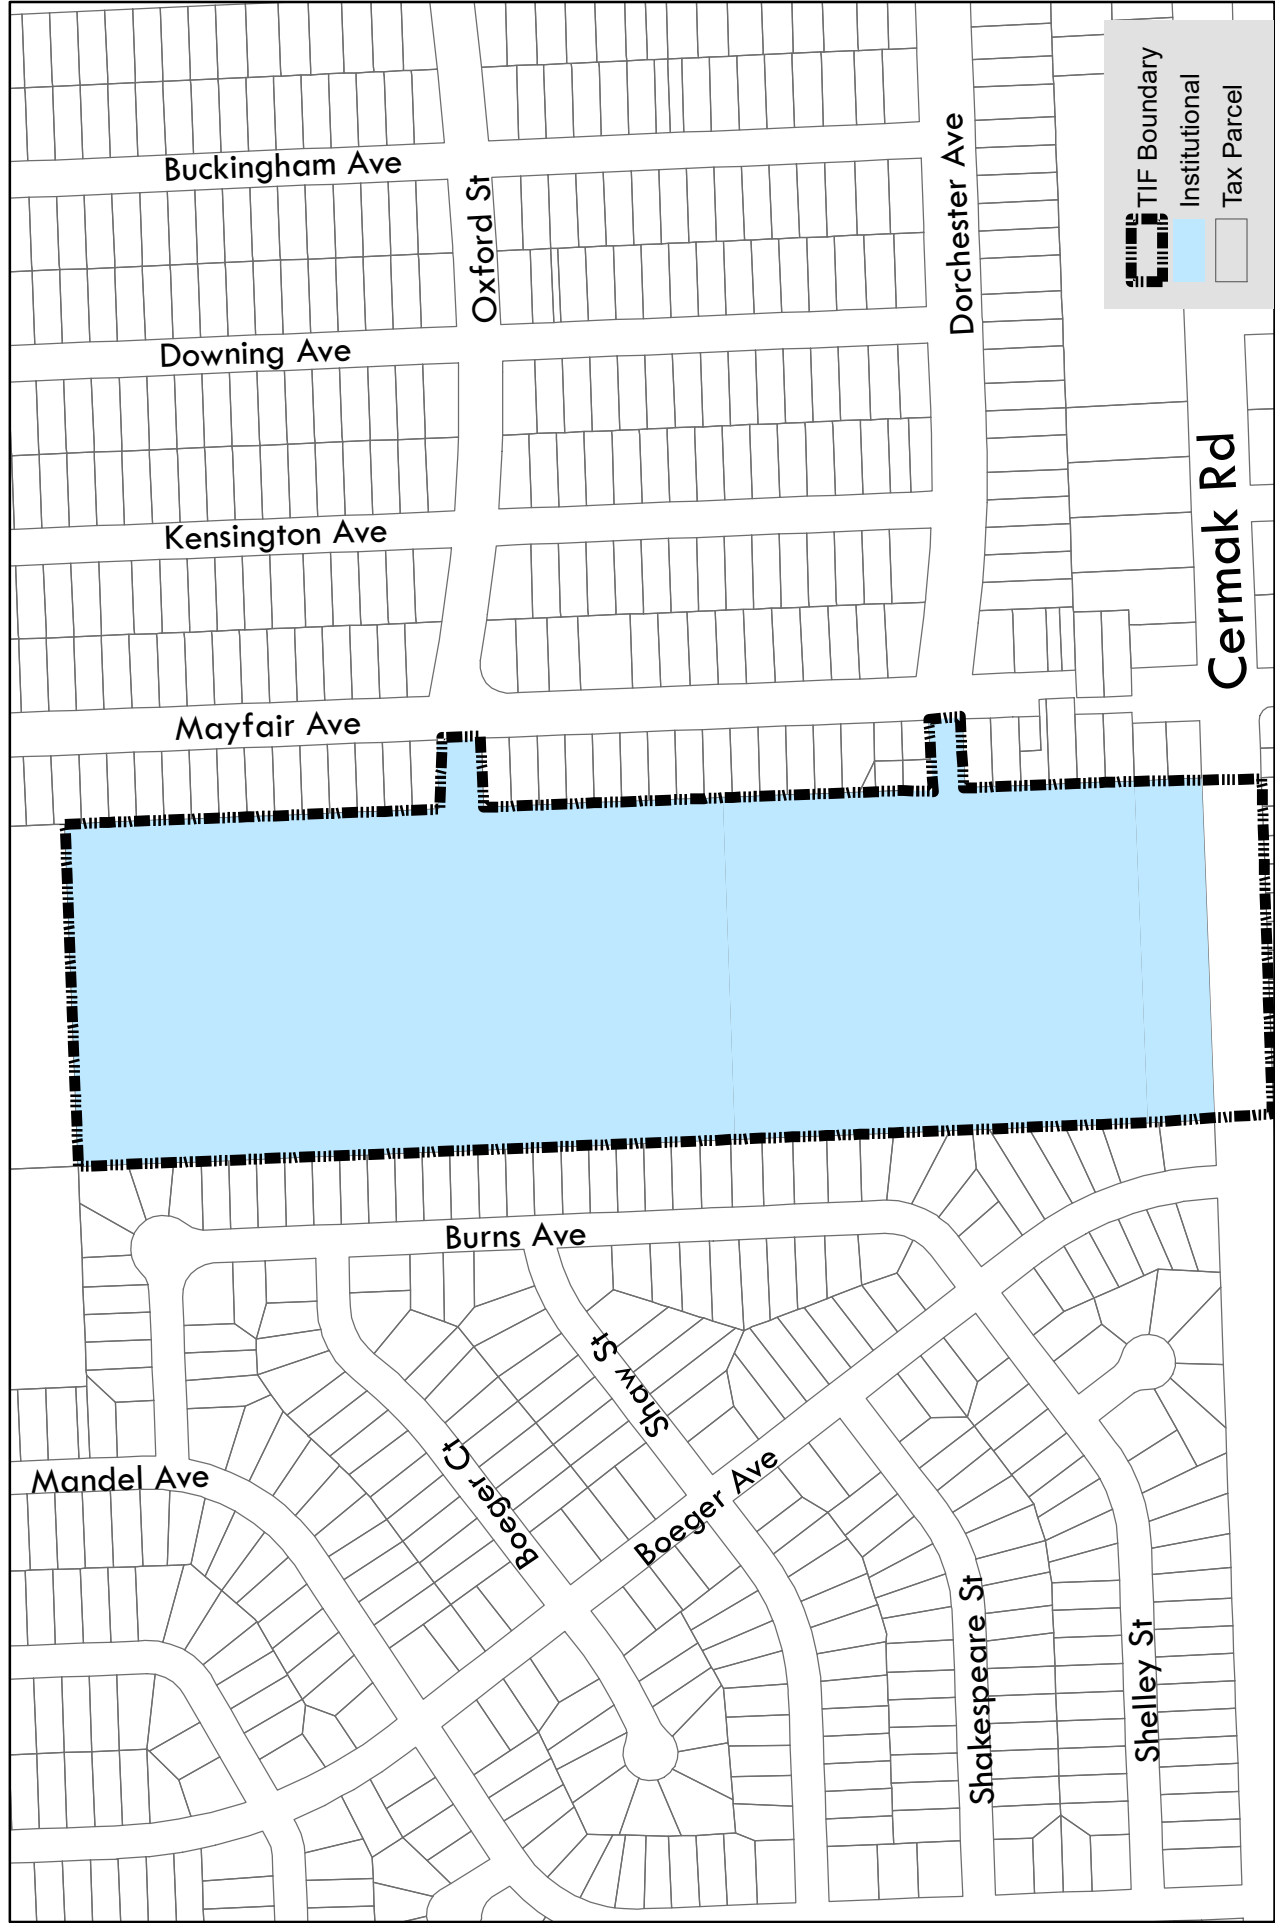 TIF Boundary
Institutional
Tax Parcel
Buckingham Ave
Oxford St
Dorchester Ave
Downing Ave
Kensington Ave
Cermak Rd
Mayfair Ave
Burns Ave
Shaw St
Boeger Ct
Mandel Ave
Boeger Ave
Shakespeare St
Shelley St